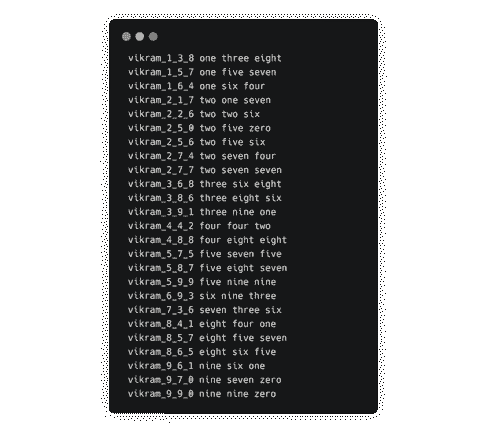 vikram_1_3_8 one three eight
vikram_1_5_7 one five seven
vikram_1_6_4 one six four
vikram_2_1_7 two one seven
vikram_2_2_6 two two six
vikram_2_5_0 two five zero
vikram_2_5_6 two five six
vikram_2_7_4 two seven four
vikram_2_7_7 two seven seven
vikram_3_6_8 three six eight
vikram_3_8_6 three eight six
vikram_3_9_1 three nine one
vikram_4_4_2 four four two
vikram_4_8_8 four eight eight
vikram_5_7_5 five seven five
vikram_5_8_7 five eight seven
vikram_5_9_9 five nine nine
vikram_6_9_3 six nine three
vikram_7_3_6 seven three six
vikram_8_4_1 eight four one
vikram_8_5_7 eight five seven
vikram_8_6_5 eight six five
vikram_9_6_1 nine six one
vikram_9_7_0 nine seven zero
vikram_9_9_0 nine nine zero